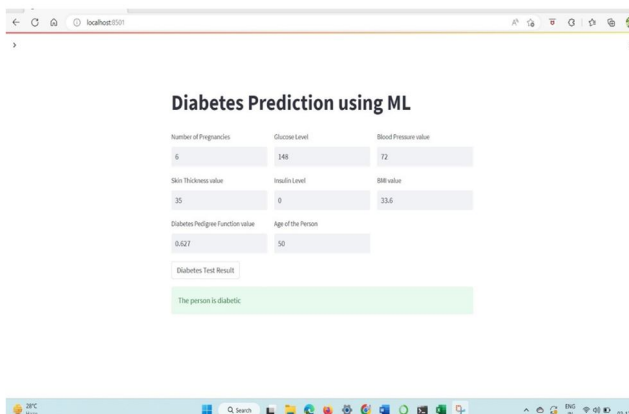 localhost:8501
Diabetes Prediction using ML
Number of Pregnancies Glucose Level Blood Pressure value
6 148 72
Skin Thickness value Insulin Level BMI value
35 0 33.6
Diabetes Pedigree Function value Age of the Person
0.627 50
Diabetes Test Result
The person is diabetic
28°C Search ENG